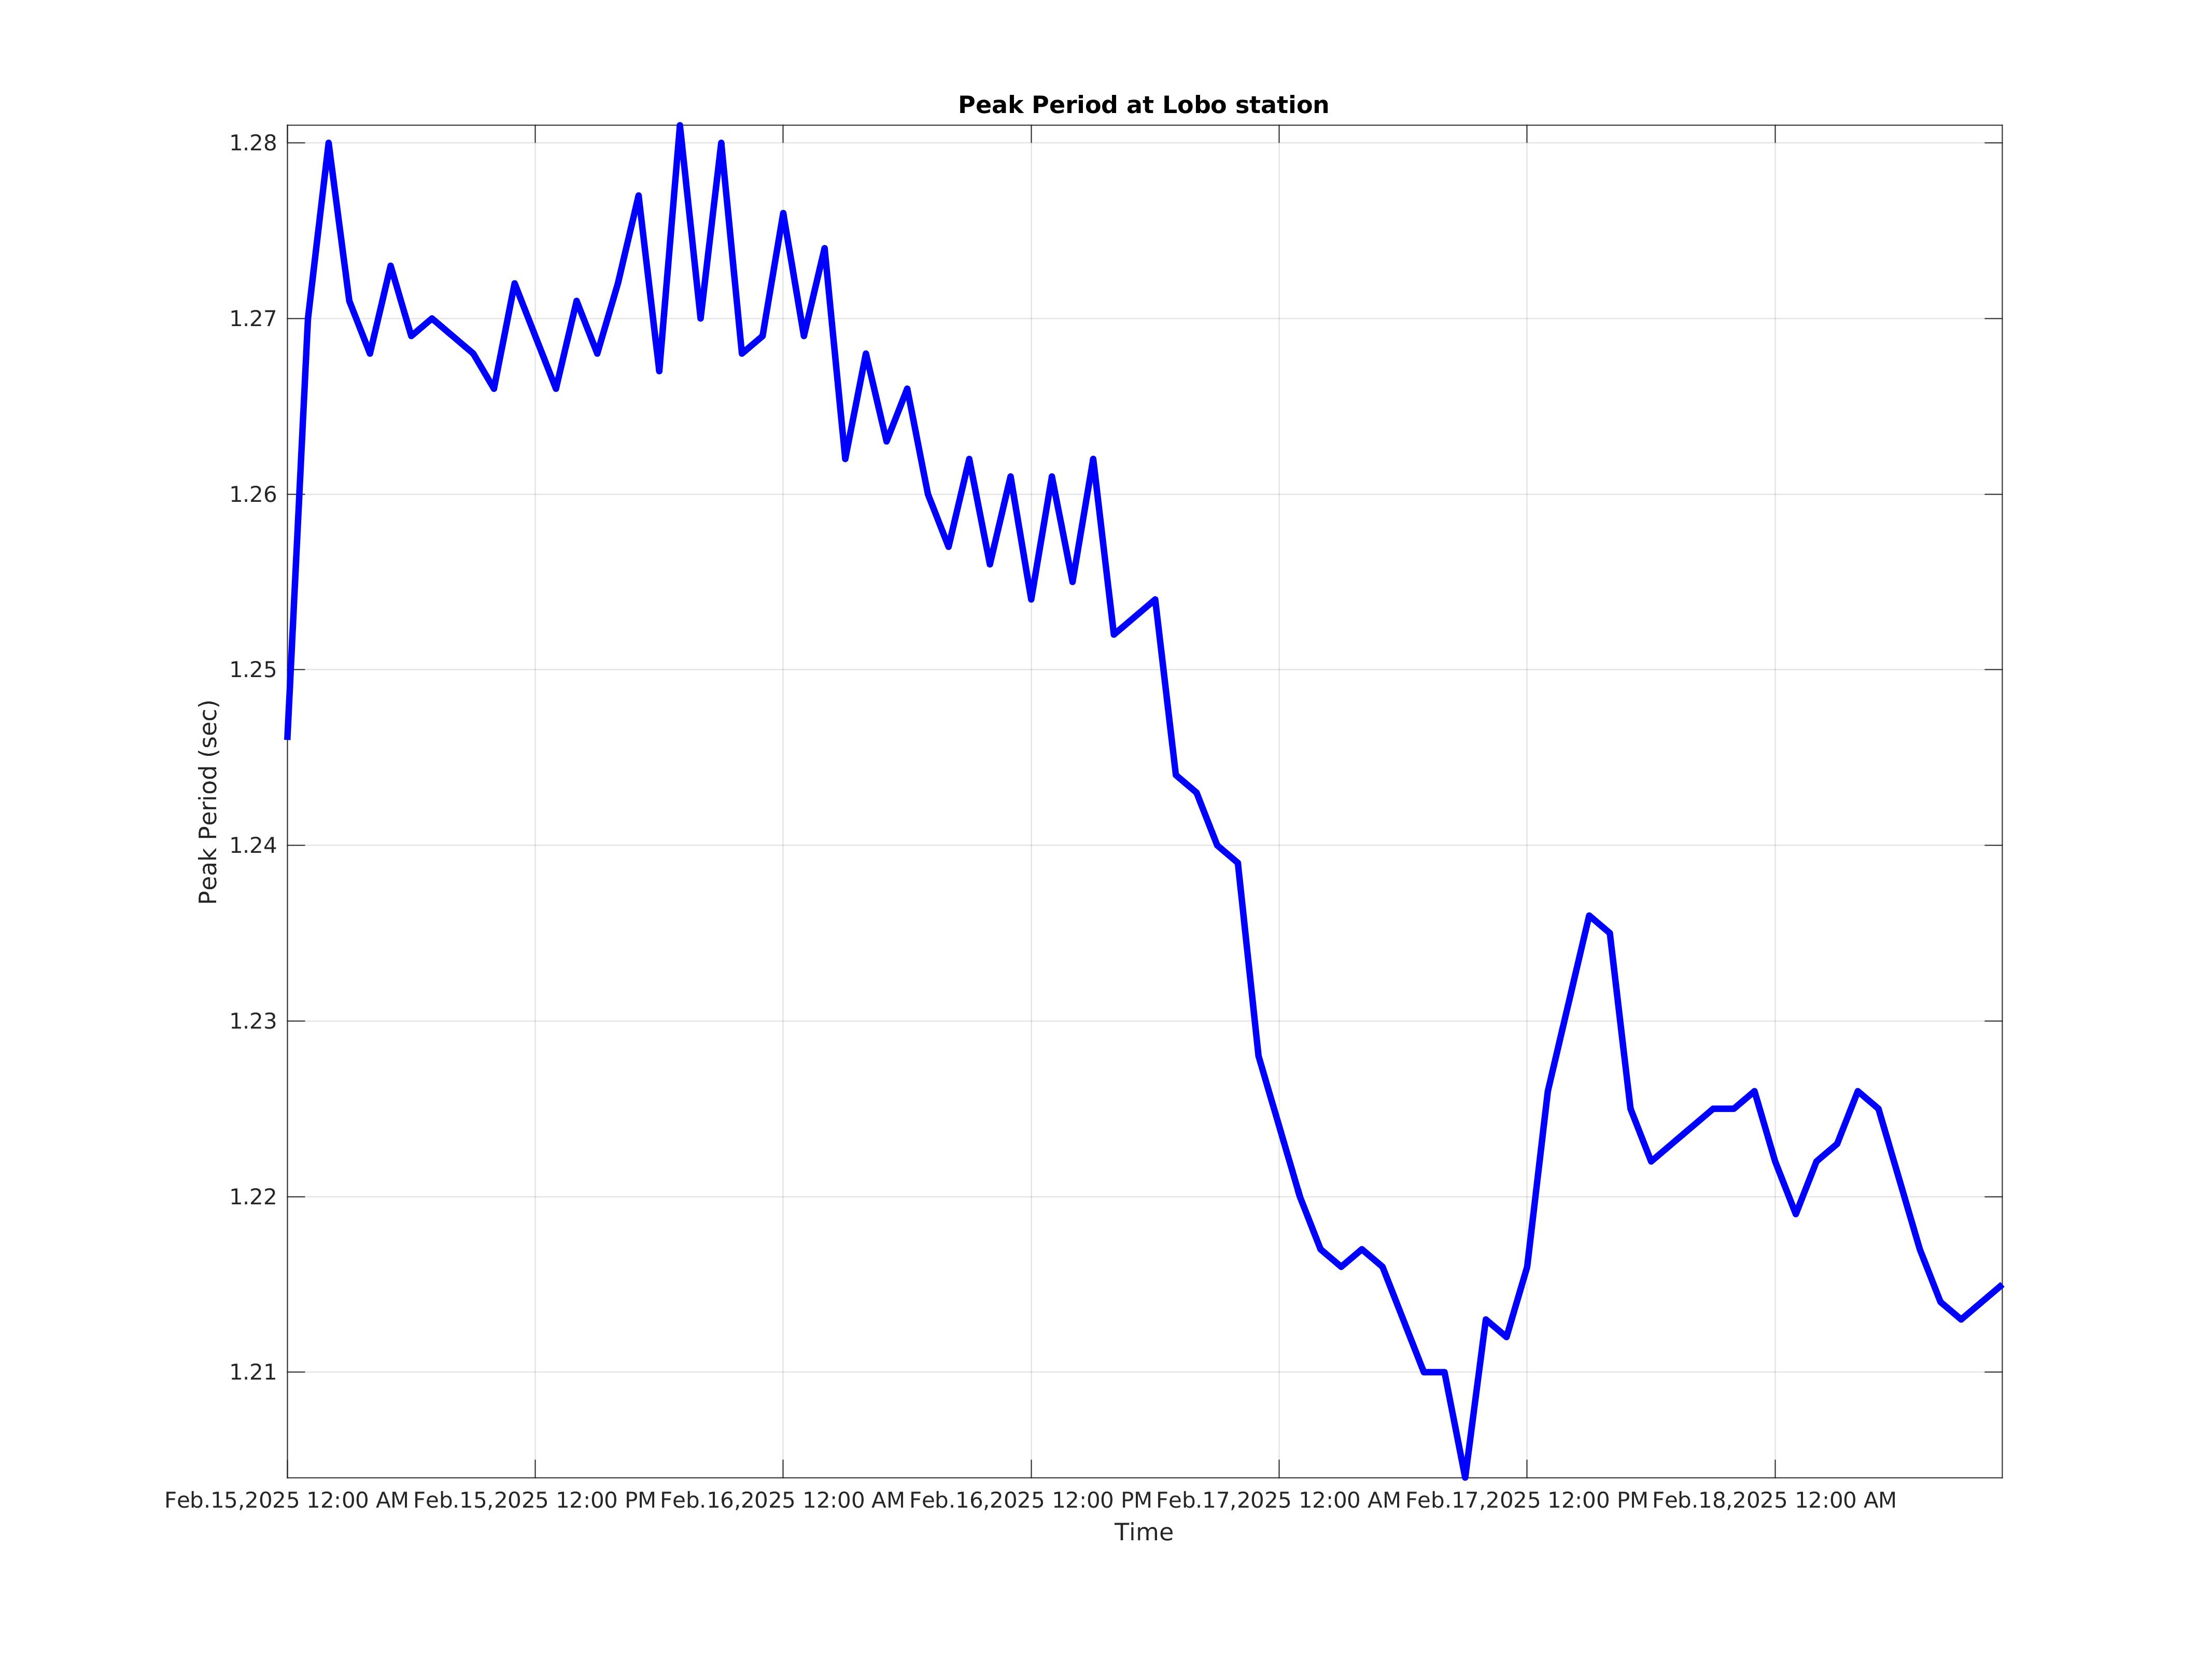 Peak Period at Lobo station
1.28
1.27
1.26
1.25
1.24
1.23
1.22
1.21
Peak Period (sec)
Feb.15,2025 12:00 AM Feb.15,2025 12:00 PM Feb.16,2025 12:00 AM Feb.16,2025 12:00 PM Feb.17,2025 12:00 AM Feb.17,2025 12:00 PM Feb.18,2025 12:00 AM
Time